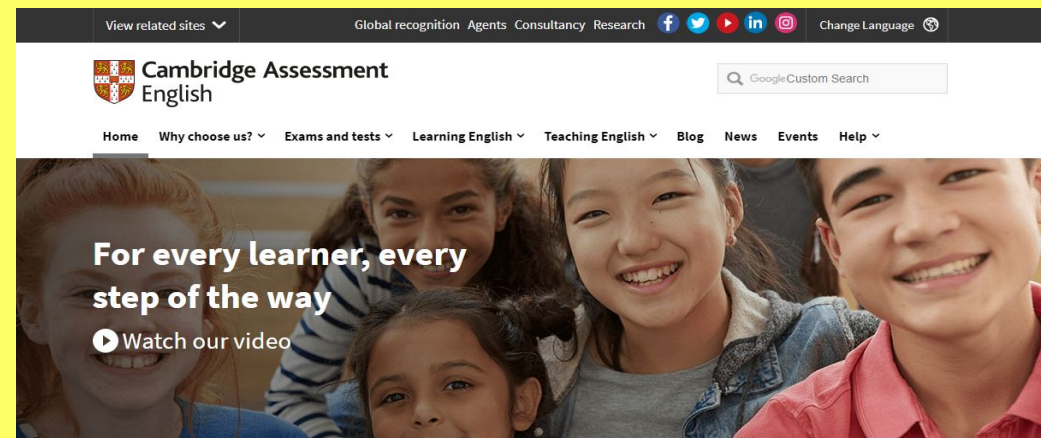 View related sites
Global recognition Agents Consultancy Research
Change Language
Cambridge Assessment
English
Google Custom Search
Home Why choose us? Exams and tests Learning English Teaching English Blog News Events Help
For every learner, every
step of the way
Watch our video